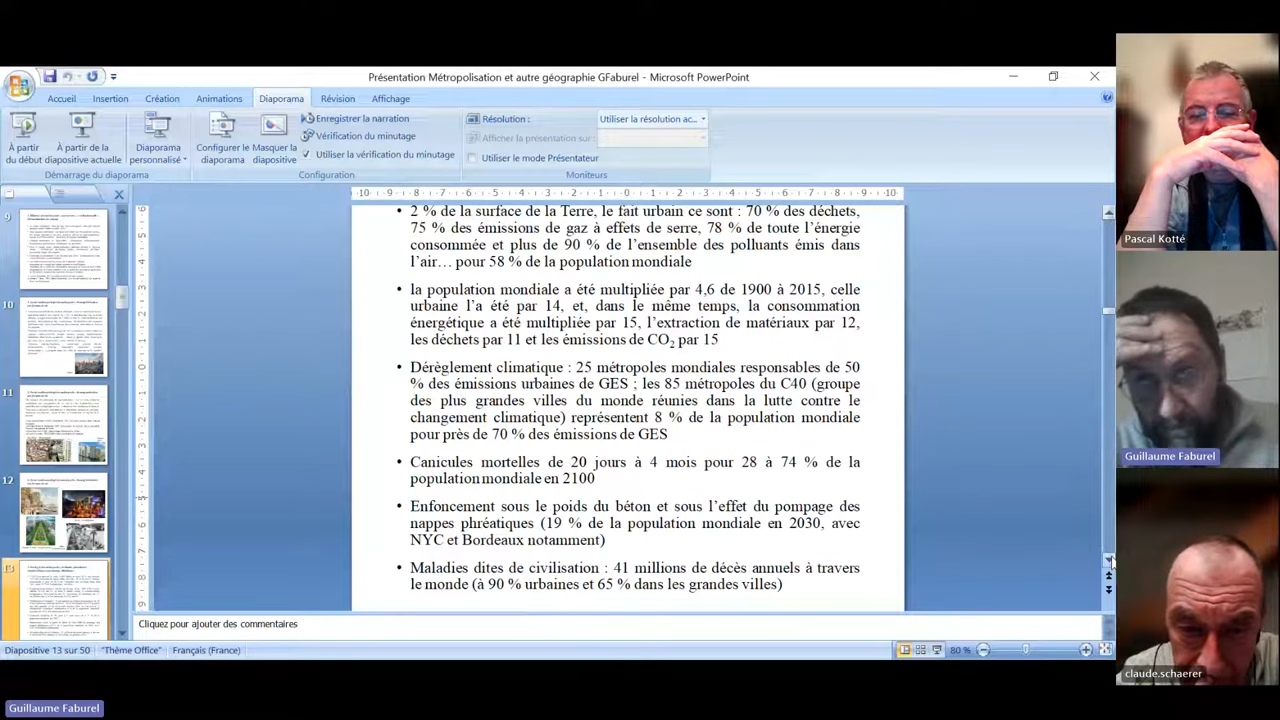 Présentation Métropolisation et autre géographie GFaburel - Microsoft PowerPoint
Accueil
Insertion
Création
Animations
Diaporama
Révision
Affichage
À partir du début
À partir de la diapositive actuelle
Diaporama personnalisé
Configurer le diaporama
Masquer la diapositive
Enregistrer la narration
Vérification du minutage
Utiliser la vérification du minutage
Résolution :
Utiliser la résolution ac...
Afficher la présentation sur :
Utiliser le mode Présentateur
Démarrage du diaporama
Configuration
Moniteurs
9
10
11
12
13
• 2 % de la surface de la Terre, le fait urbain ce sont 70 % des déchets,
75 % des émissions de gaz à effets de serre, 78 % de toute l’énergie
consommée et plus de 90 % de l’ensemble des polluants émis dans
l’air… pour 58 % de la population mondiale
• la population mondiale a été multipliée par 4,6 de 1900 à 2015, celle
urbaine l’a été par 14 et, dans le même temps, la consommation
énergétique fut multipliée par 15, l’extraction de matériaux par 12,
les déchets par 11 et les émissions de CO2 par 15
• Dérèglement climatique : 25 métropoles mondiales responsables de 50
% des émissions urbaines de GES ; les 85 métropoles du C40 (groupe
des plus grandes villes du monde réunies dans la lutte contre le
changement climatique) représentent 8 % de la population mondiale
pour près de 70 % des émissions de GES
• Canicules mortelles de 20 jours à 4 mois pour 28 à 74 % de la
population mondiale en 2100
• Enfoncement sous le poids du béton et sous l’effet du pompage des
nappes phréatiques (19 % de la population mondiale en 2030, avec
NYC et Bordeaux notamment)
• Maladies dites de civilisation : 41 millions de décès annuels à travers
le monde (à 90 % urbaines et 65 % dans les grandes villes)
Cliquez pour ajouter des commentaires
Diapositive 13 sur 50
"Thème Office"
Français (France)
80 %
Pascal Kotté
Guillaume Faburel
claude.schaerer
Guillaume Faburel